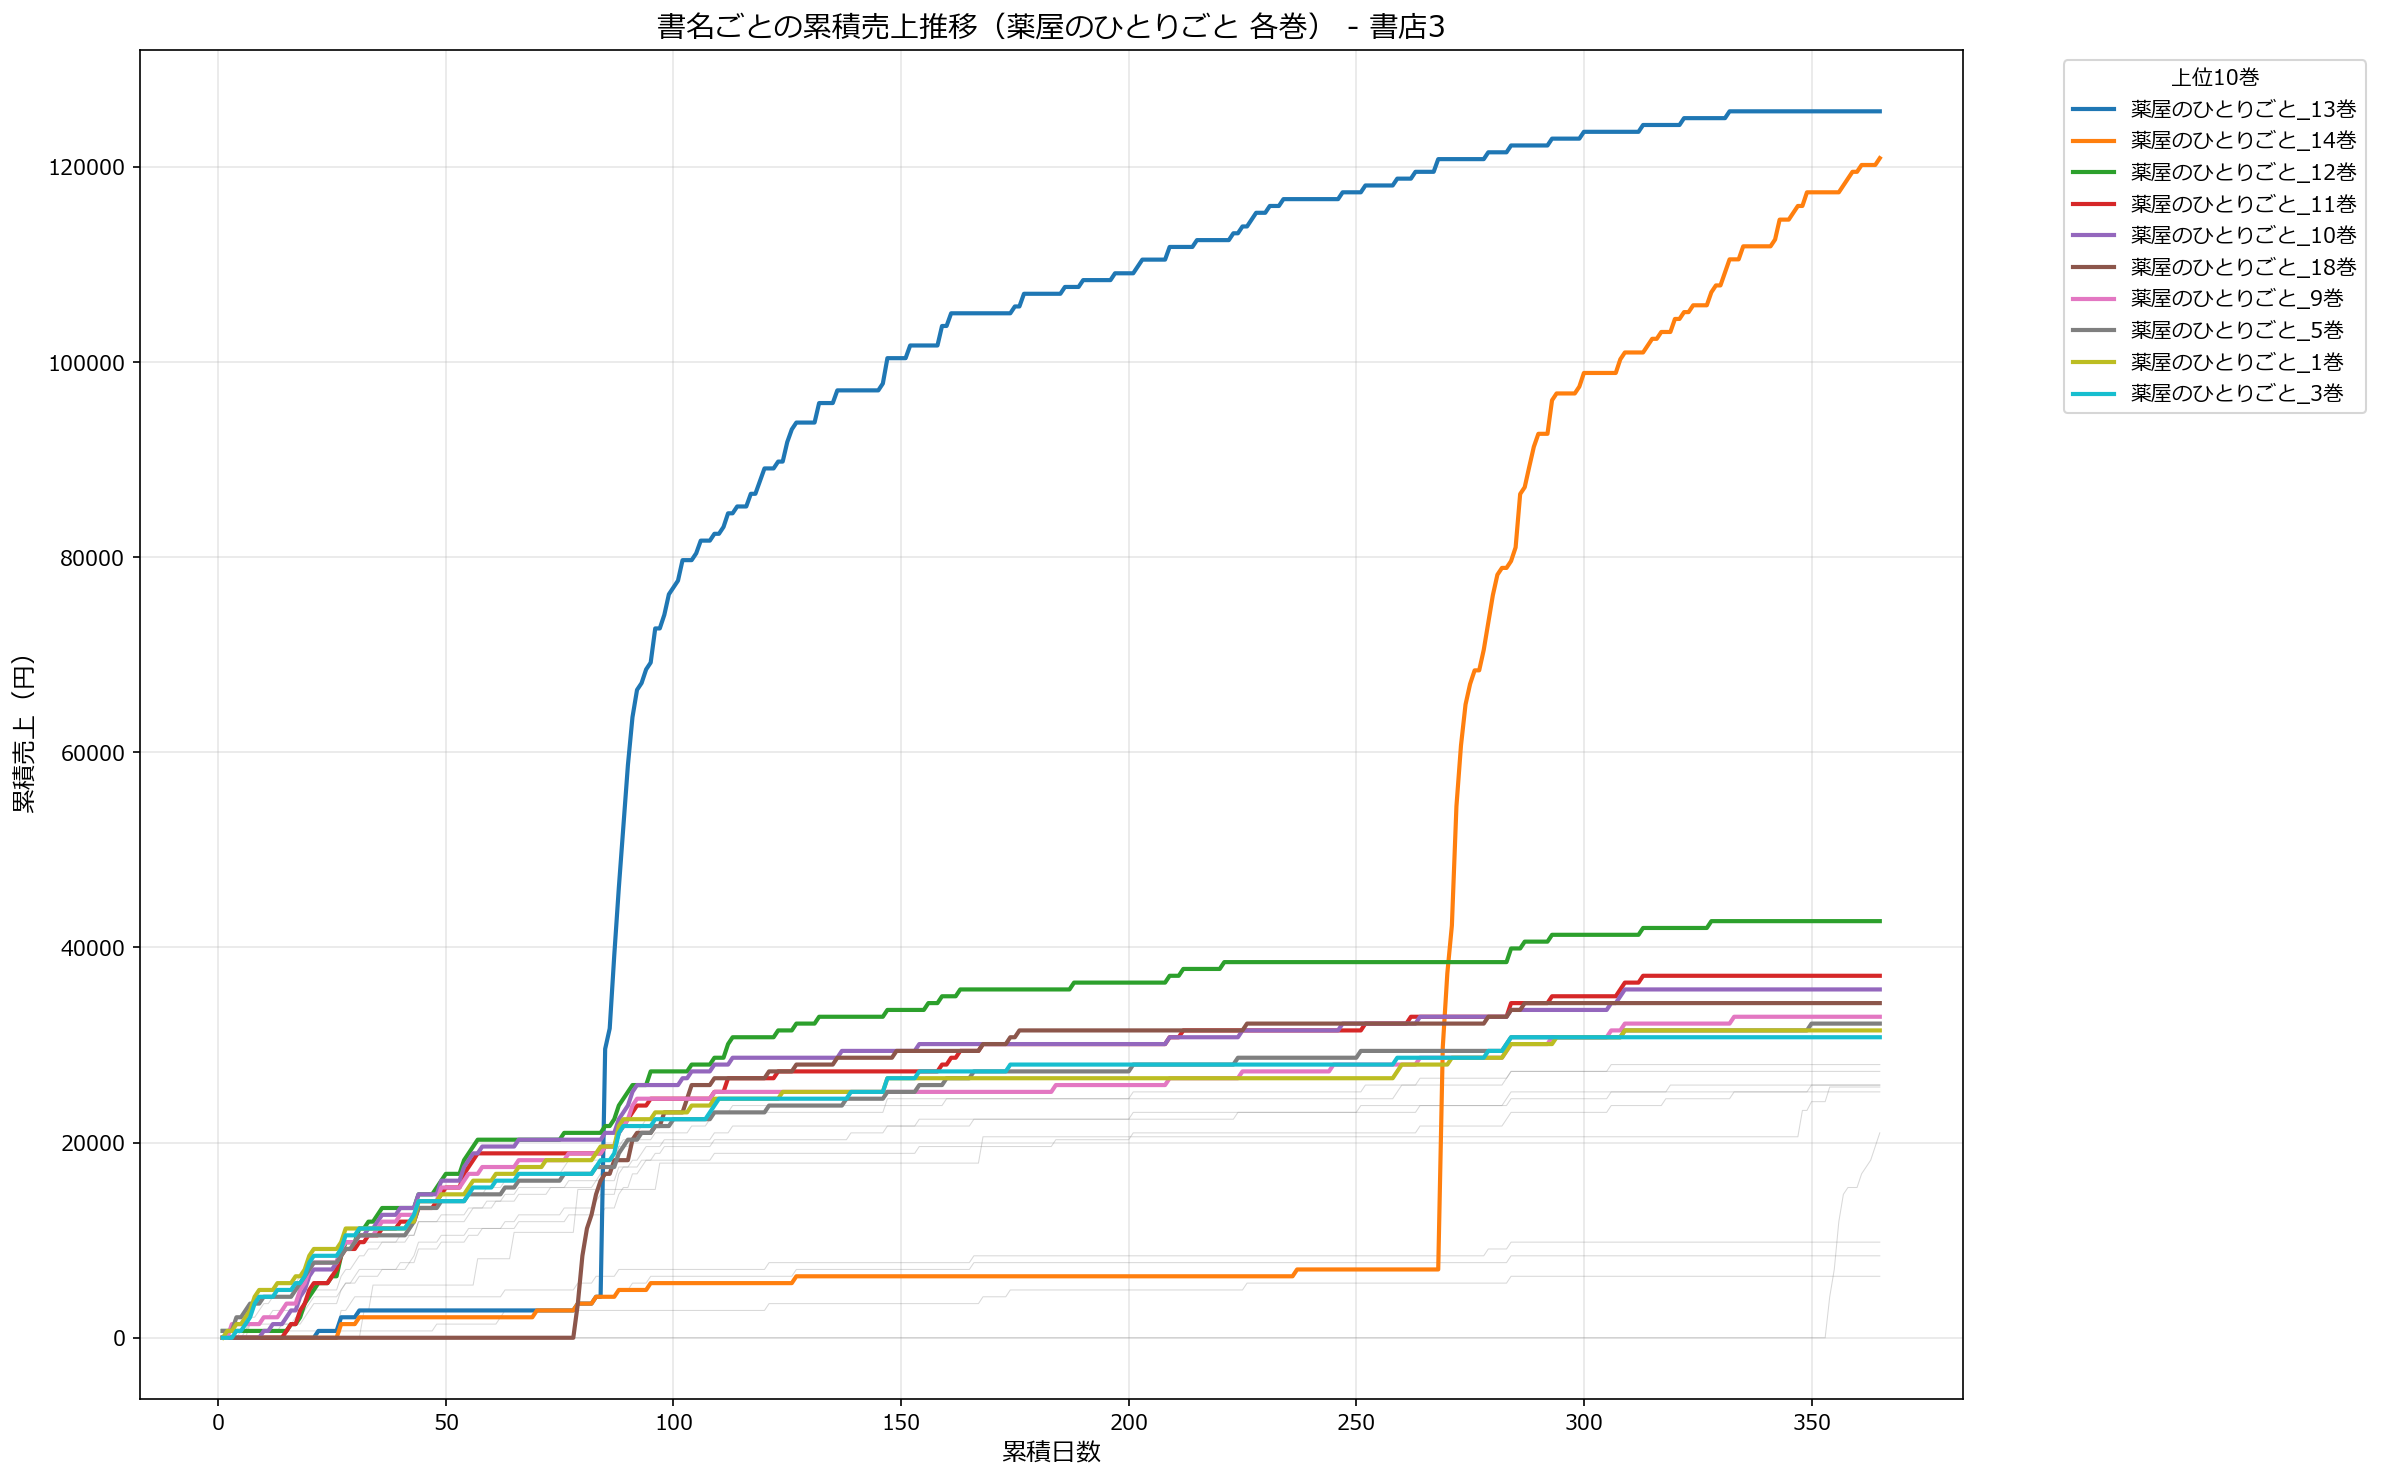 書名ごとの累積売上推移（薬屋のひとりごと 各巻） - 書店3
累積売上（円）
120000
100000
80000
60000
40000
20000
0
0
50
100
150
200
250
300
350
累積日数
上位10巻
薬屋のひとりごと_13巻
薬屋のひとりごと_14巻
薬屋のひとりごと_12巻
薬屋のひとりごと_11巻
薬屋のひとりごと_10巻
薬屋のひとりごと_18巻
薬屋のひとりごと_9巻
薬屋のひとりごと_5巻
薬屋のひとりごと_1巻
薬屋のひとりごと_3巻